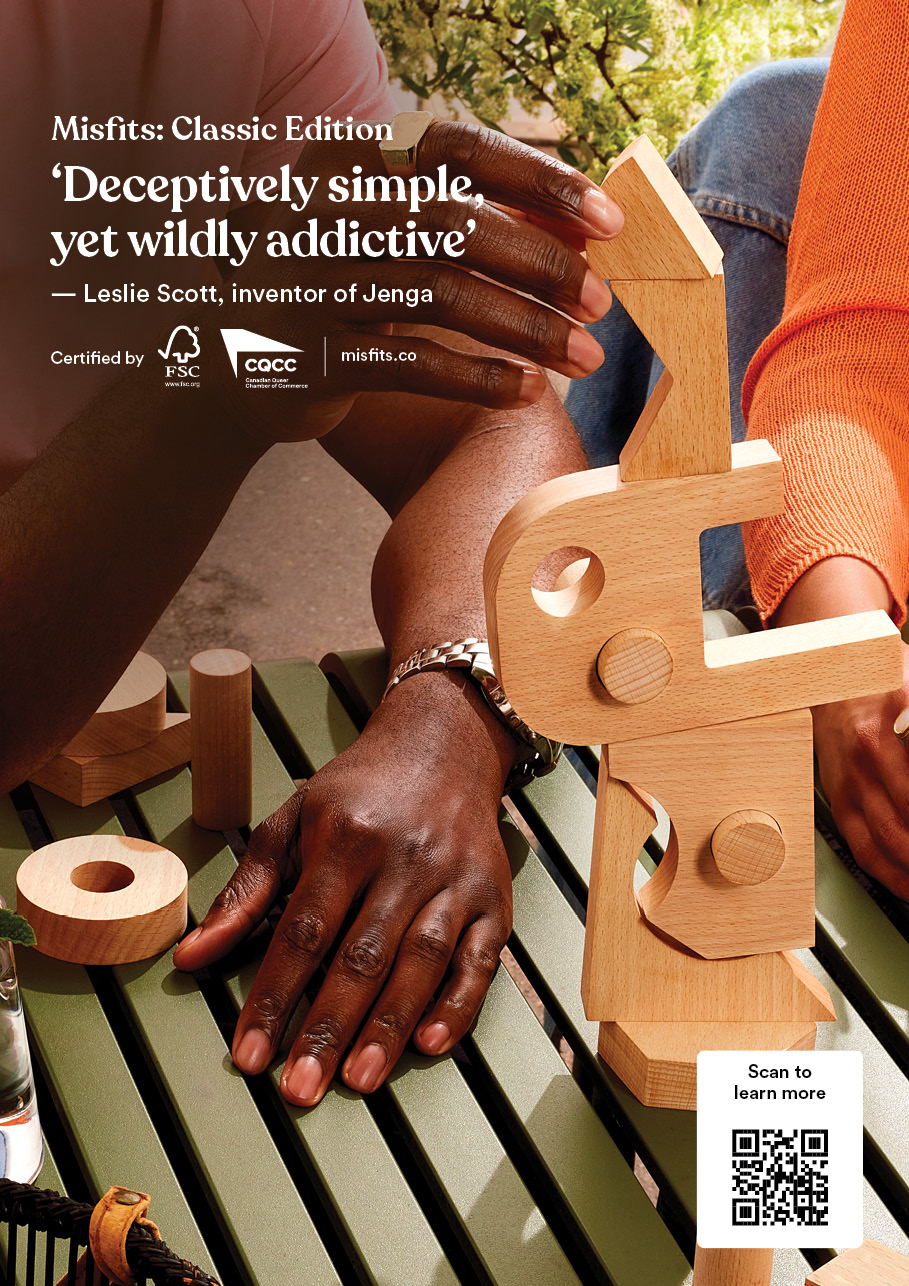 Misfits: Classic Edition
‘Deceptively simple,
yet wildly addictive’
— Leslie Scott, inventor of Jenga
Certified by
FSC
www.fsc.org
CQCC
Canadian Queer
Chamber of Commerce
misfits.co
Scan to
learn more